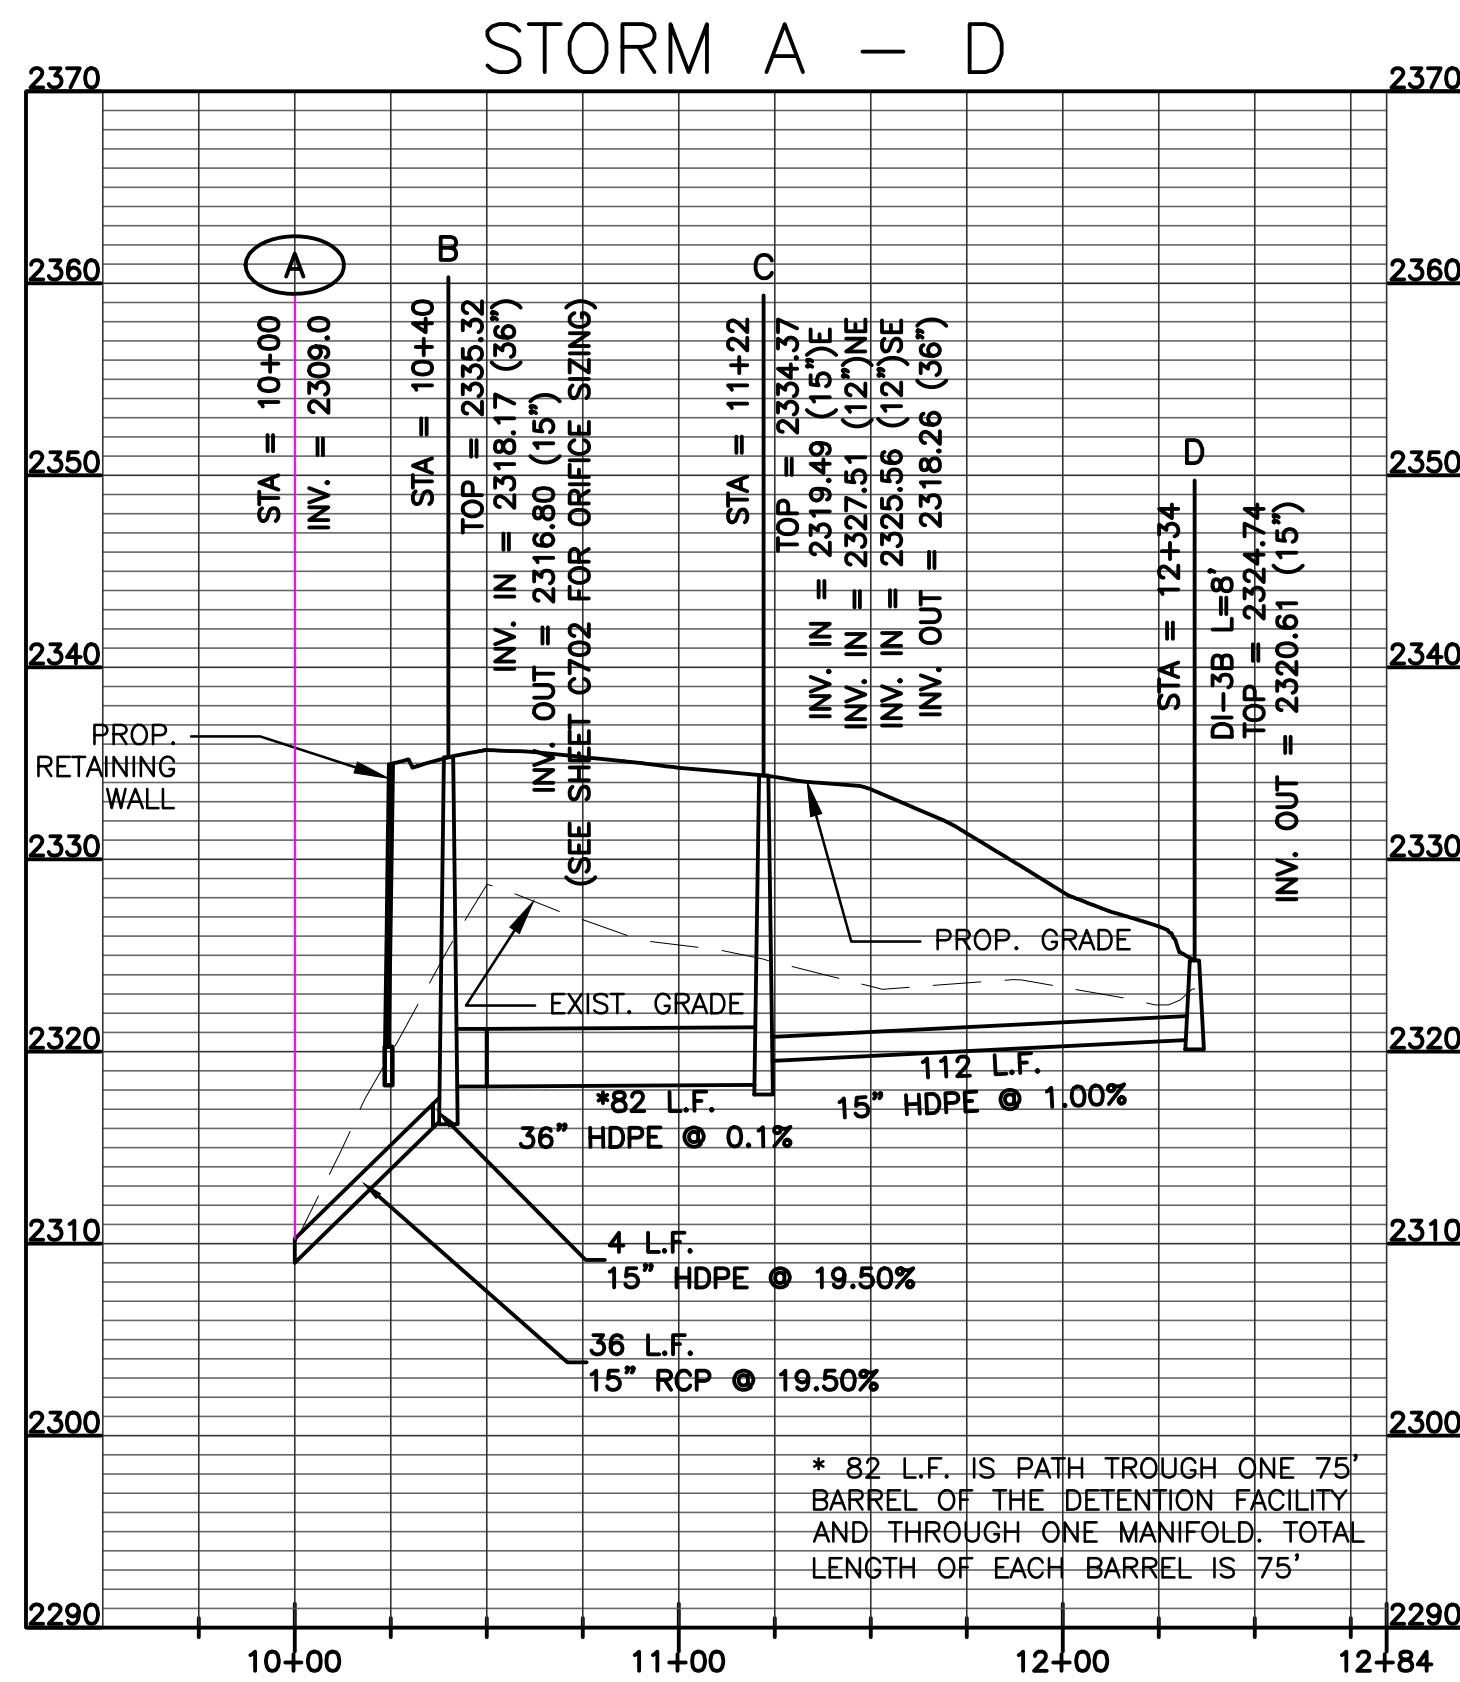 STORM A - D
2370
2370
2360
2360
2350
2350
2340
2340
2330
2330
2320
2320
2310
2310
2300
2300
2290
2290
A
STA = 10+00
INV. = 2309.0
B
STA = 10+40
TOP = 2335.32
INV. IN = 2318.17 (36")
INV. OUT = 2316.80 (15")
(SEE SHEET C702 FOR ORIFICE SIZING)
C
STA = 11+22
TOP = 2334.37
INV. IN = 2319.49 (15")E
INV. IN = 2327.51 (12")NE
INV. IN = 2325.56 (12")SE
INV. OUT = 2318.26 (36")
D
STA = 12+34
DI-3B L=8'
TOP = 2324.74
INV. OUT = 2320.61 (15")
PROP.
RETAINING
WALL
PROP. GRADE
EXIST. GRADE
*82 L.F.
36" HDPE @ 0.1%
112 L.F.
15" HDPE @ 1.00%
4 L.F.
15" HDPE @ 19.50%
36 L.F.
15" RCP @ 19.50%
* 82 L.F. IS PATH TROUGH ONE 75'
BARREL OF THE DETENTION FACILITY
AND THROUGH ONE MANIFOLD. TOTAL
LENGTH OF EACH BARREL IS 75'
10+00
11+00
12+00
12+84